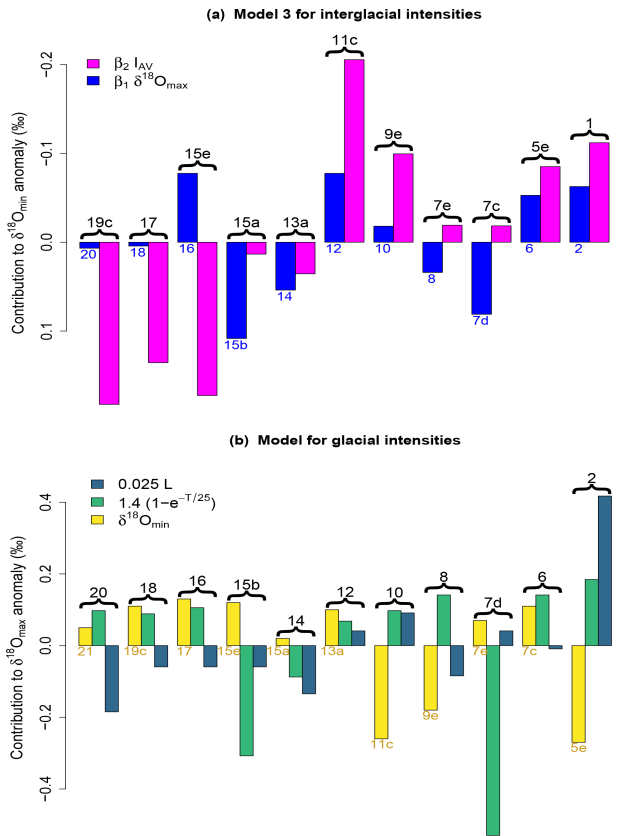 (a) Model 3 for interglacial intensities
Contribution to δ¹⁸Omin anomaly (‰)
−0.2
−0.1
0.0
0.1
β₂ IAV
β₁ δ¹⁸Omax
19c
17
15e
15a
13a
11c
9e
7e
7c
5e
1
20
18
16
15b
14
12
10
8
7d
6
2
(b) Model for glacial intensities
Contribution to δ¹⁸Omax anomaly (‰)
0.4
0.2
0.0
−0.2
−0.4
0.025 L
1.4 (1−e−T/25)
δ¹⁸Omin
20
18
16
15b
14
12
10
8
7d
6
2
21
19c
17
15e
15a
13a
11c
9e
7e
7c
5e